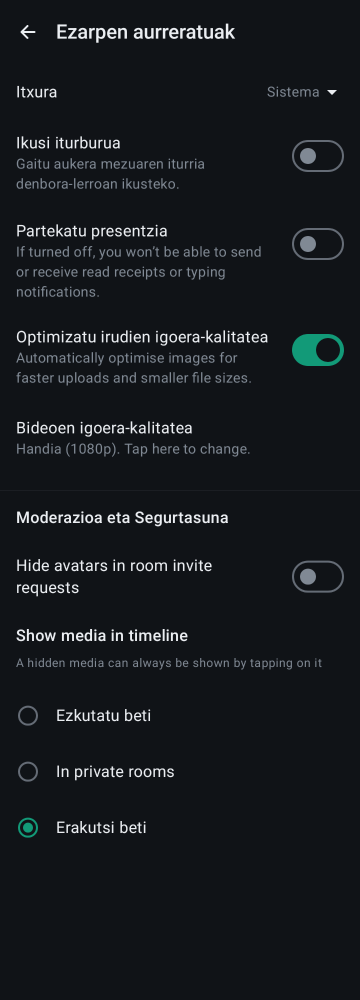 Ezarpen aurreratuak
Itxura
Sistema
Ikusi iturburua
Gaitu aukera mezuaren iturria
denbora-lerroan ikusteko.
Partekatu presentzia
If turned off, you won't be able to send
or receive read receipts or typing
notifications.
Optimizatu irudien igoera-kalitatea
Automatically optimise images for
faster uploads and smaller file sizes.
Bideoen igoera-kalitatea
Handia (1080p). Tap here to change.
Moderazioa eta Segurtasuna
Hide avatars in room invite
requests
Show media in timeline
A hidden media can always be shown by tapping on it
Ezkutatu beti
In private rooms
Erakutsi beti